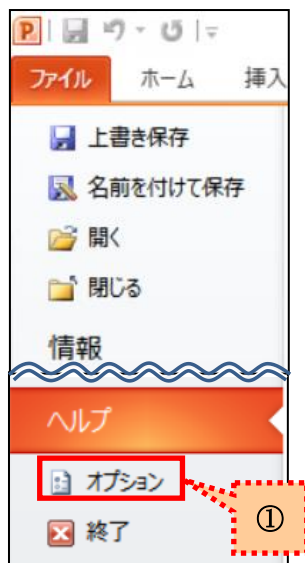 P
ファイル ホーム 挿入
上書き保存
名前を付けて保存
開く
閉じる
情報
ヘルプ
オプション
①
終了